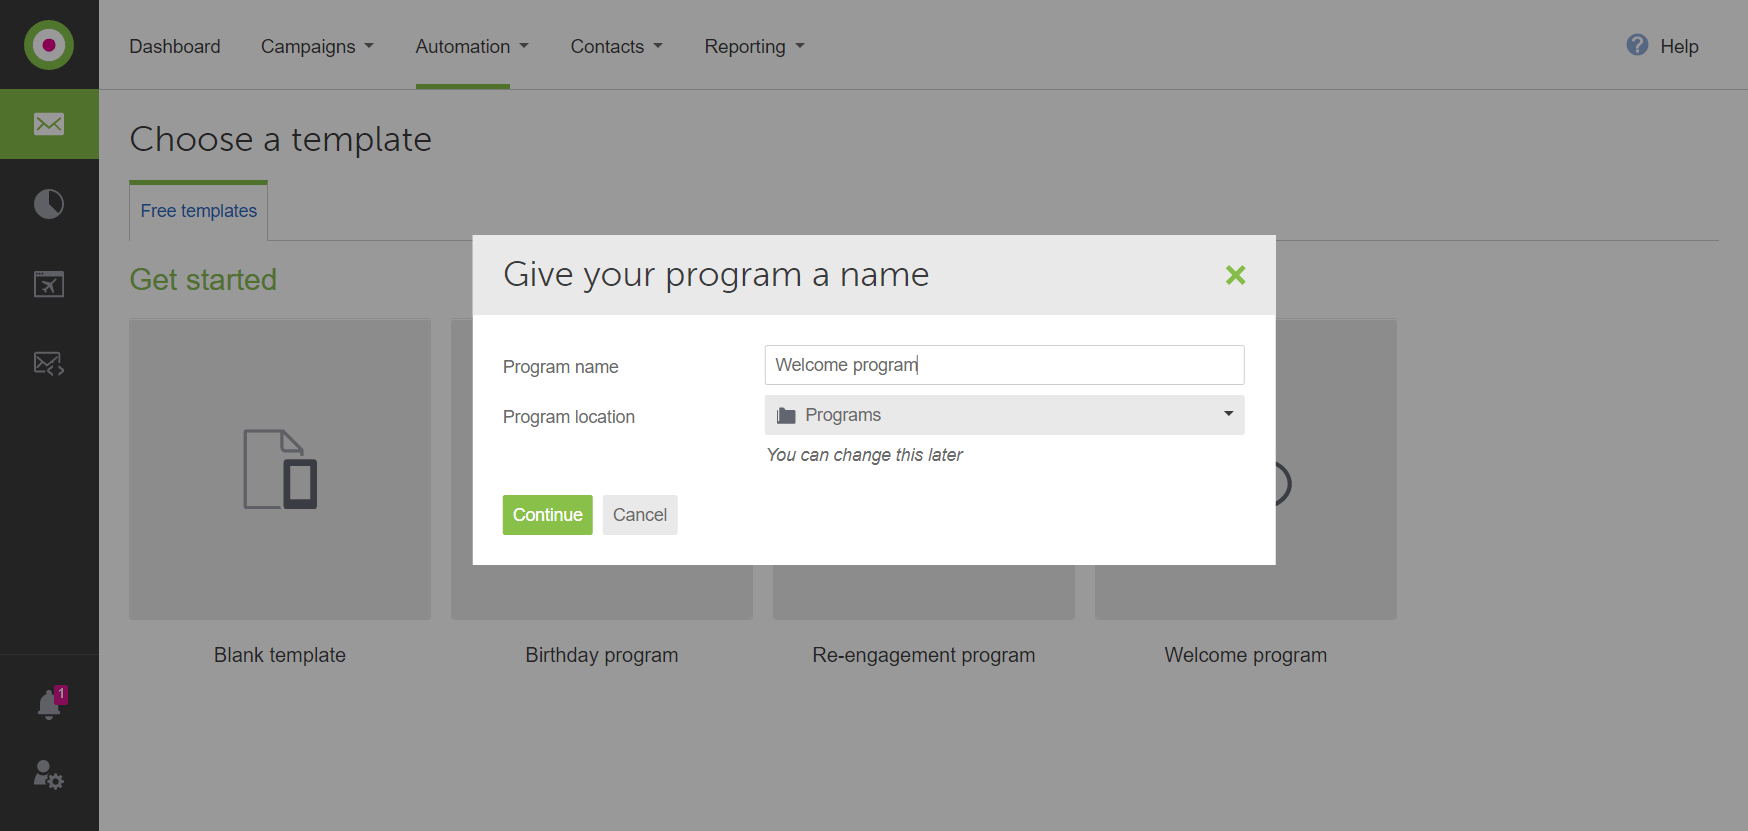 Dashboard
Campaigns
Automation
Contacts
Reporting
? Help
Choose a template
Free templates
Get started
Give your program a name
Program name
Welcome program
Program location
Programs
You can change this later
Continue
Cancel
Blank template
Birthday program
Re-engagement program
Welcome program
1